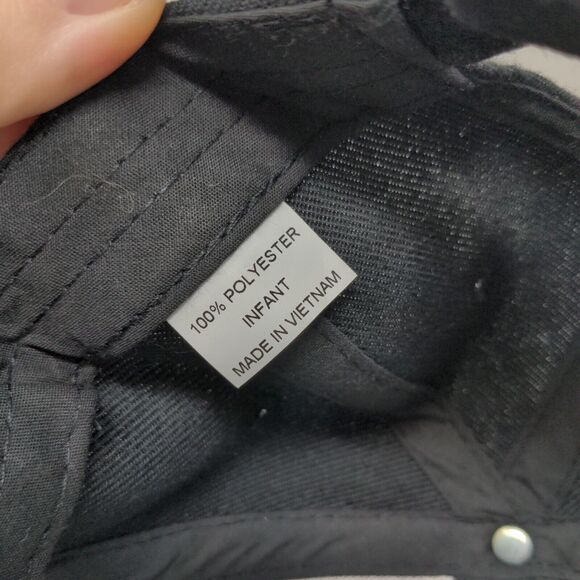 100% POLYESTER
INFANT
MADE IN VIETNAM